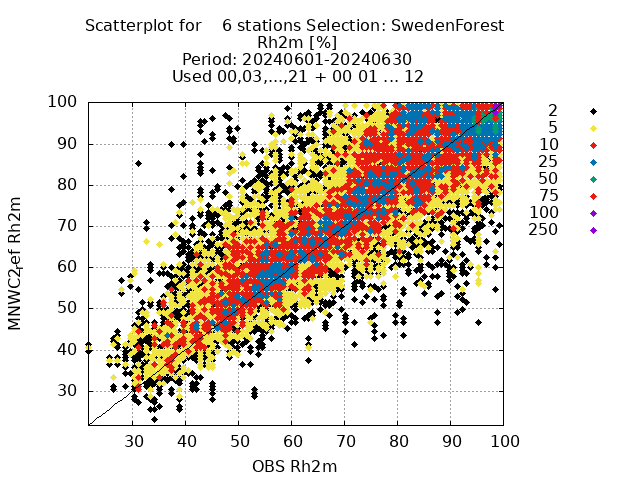 Scatterplot for 6 stations Selection: SwedenForest
Rh2m [%]
Period: 20240601-20240630
Used 00,03,...,21 + 00 01 ... 12
100
90
80
70
60
50
40
30
30 40 50 60 70 80 90 100
OBS Rh2m
2
5
10
25
50
75
100
250